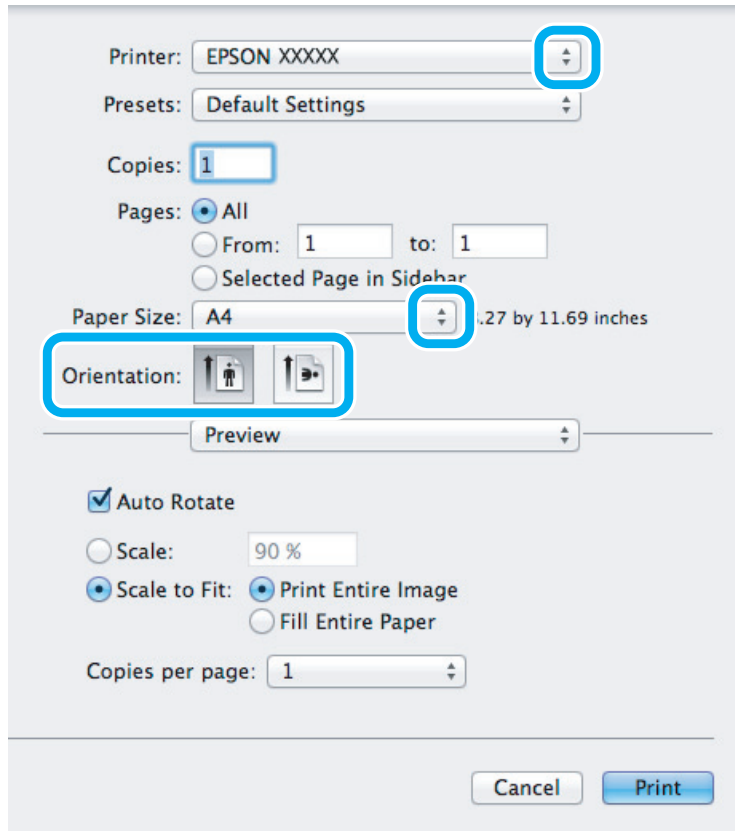 Printer: EPSON XXXXX
Presets: Default Settings
Copies: 1
Pages: All
From: 1 to: 1
Selected Page in Sidebar
Paper Size: A4 .27 by 11.69 inches
Orientation:
Preview
Auto Rotate
Scale: 90 %
Scale to Fit: Print Entire Image
Fill Entire Paper
Copies per page: 1
Cancel Print